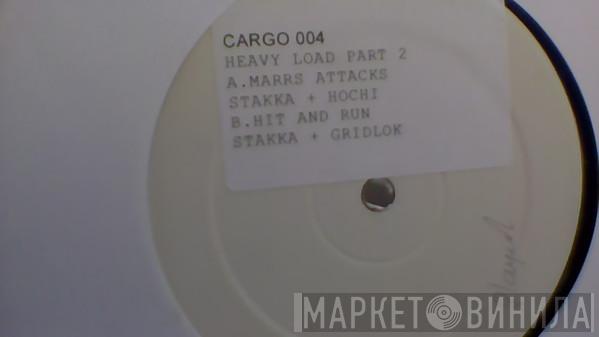 CARGO 004
HEAVY LOAD PART 2
A.MARRS ATTACKS
STAKKA + HOCHI
B.HIT AND RUN
STAKKA + GRIDLOK
МАРКЕТ ВИНИЛА